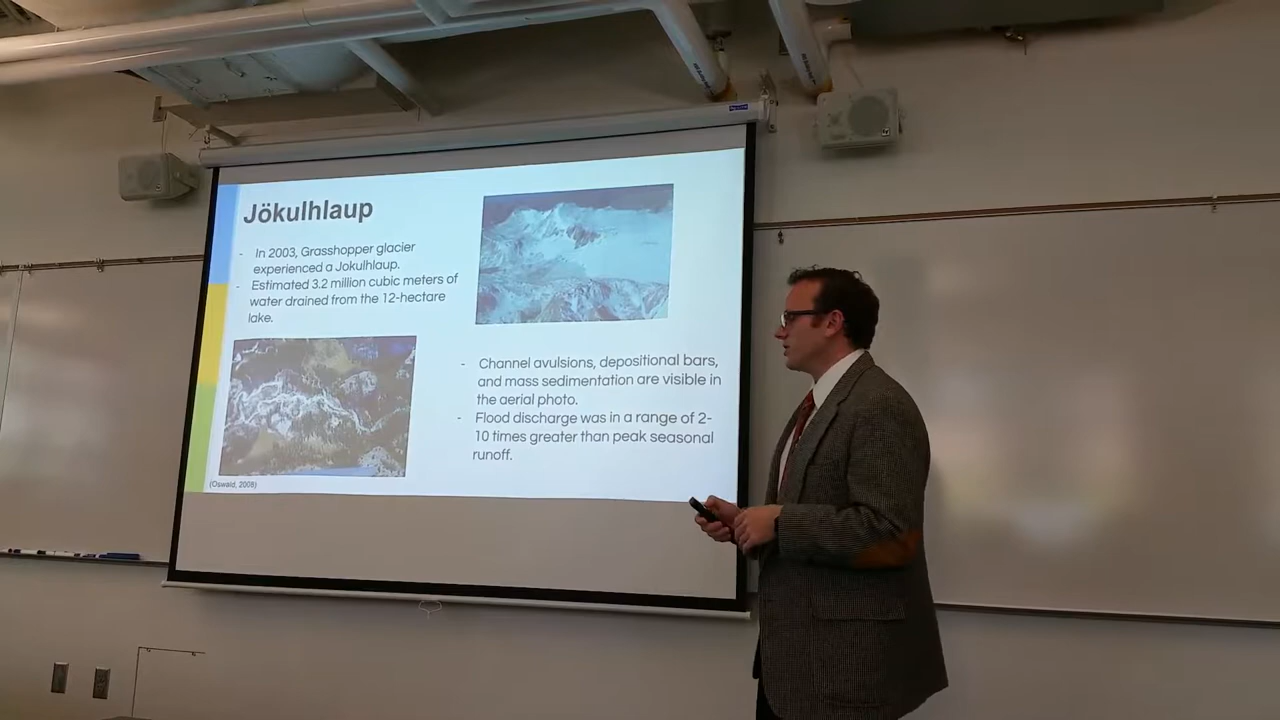 Jökulhlaup
- In 2003, Grasshopper glacier
experienced a Jokulhlaup.
- Estimated 3.2 million cubic meters of
water drained from the 12-hectare
lake.
- Channel avulsions, depositional bars,
and mass sedimentation are visible in
the aerial photo.
- Flood discharge was in a range of 2-
10 times greater than peak seasonal
runoff.
(Oswald, 2008)